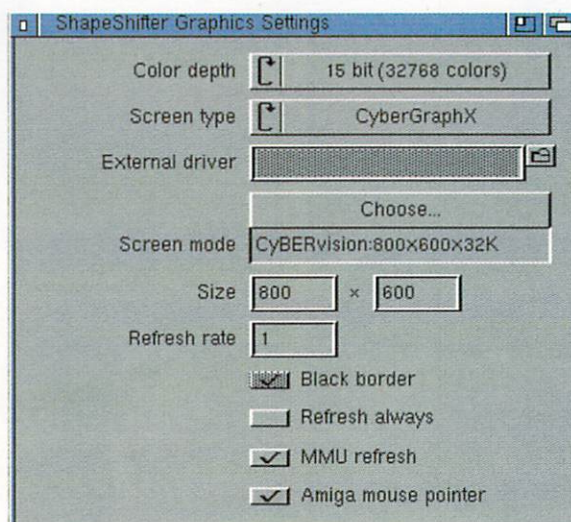 ShapeShifter Graphics Settings
Color depth 15 bit (32768 colors)
Screen type CyberGraphX
External driver
Choose...
Screen mode CyBERvision:800x600x32K
Size 800 x 600
Refresh rate 1
Black border
Refresh always
MMU refresh
Amiga mouse pointer